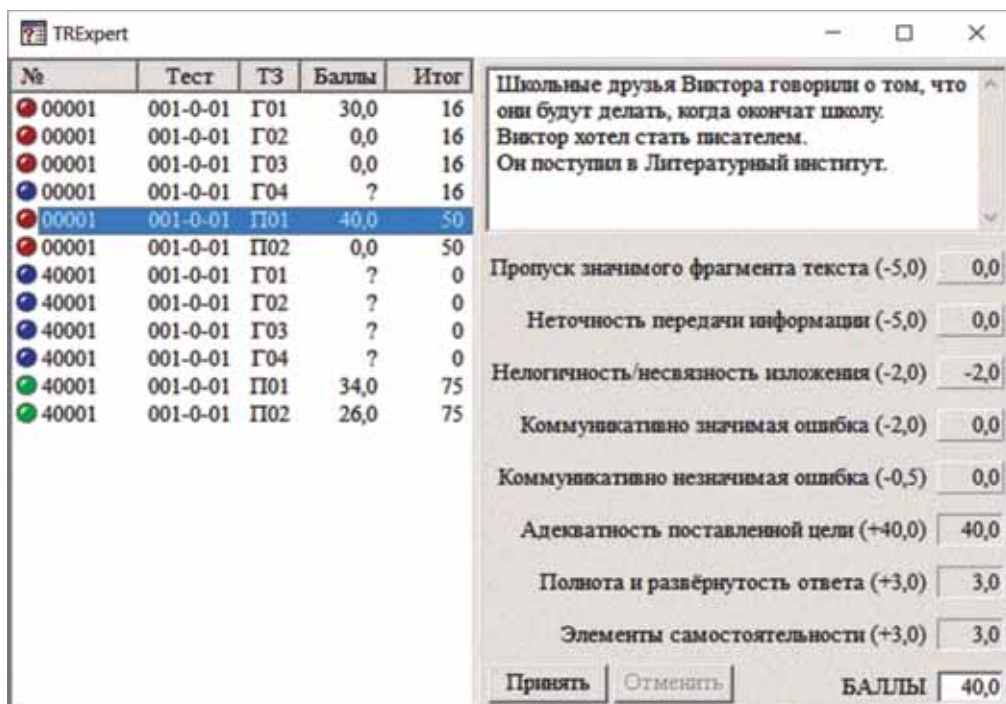 TRExpert
№ Тест ТЗ Баллы Итог
00001 001-0-01 Г01 30,0 16
00001 001-0-01 Г02 0,0 16
00001 001-0-01 Г03 0,0 16
00001 001-0-01 Г04 ? 16
00001 001-0-01 П01 40,0 50
00001 001-0-01 П02 0,0 50
40001 001-0-01 Г01 ? 0
40001 001-0-01 Г02 ? 0
40001 001-0-01 Г03 ? 0
40001 001-0-01 Г04 ? 0
40001 001-0-01 П01 34,0 75
40001 001-0-01 П02 26,0 75
Школьные друзья Виктора говорили о том, что
они будут делать, когда окончат школу.
Виктор хотел стать писателем.
Он поступил в Литературный институт.
Пропуск значимого фрагмента текста (-5,0) 0,0
Неточность передачи информации (-5,0) 0,0
Нелогичность/несвязность изложения (-2,0) -2,0
Коммуникативно значимая ошибка (-2,0) 0,0
Коммуникативно незначимая ошибка (-0,5) 0,0
Адекватность поставленной цели (+40,0) 40,0
Полнота и развёрнутость ответа (+3,0) 3,0
Элементы самостоятельности (+3,0) 3,0
Принять Отменить БАЛЛЫ 40,0